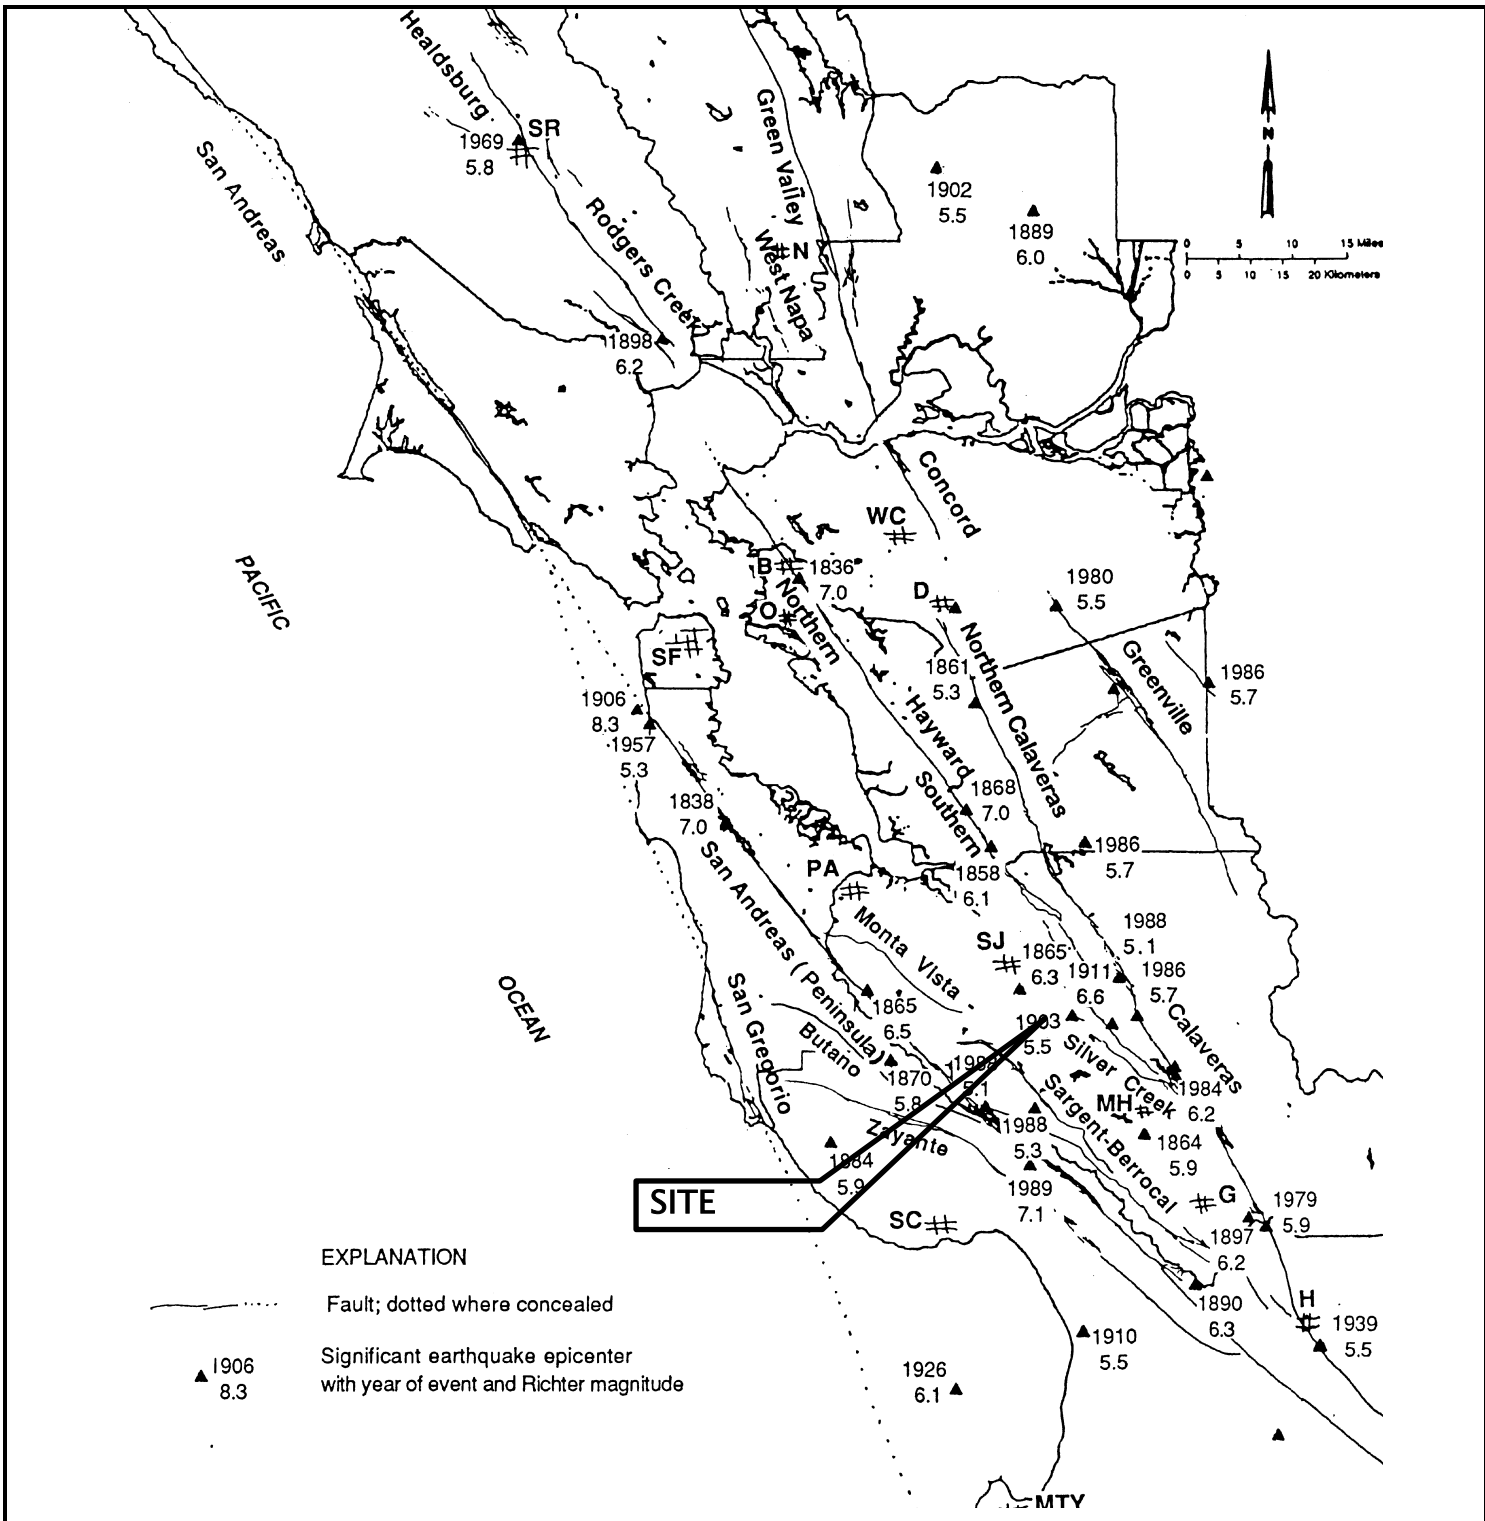 Healdsburg
SR
1969
5.8
San Andreas
Green Valley
1902
5.5
1889
6.0
N
0 5 10 15 Miles
0 5 10 15 20 Kilometers
Rodgers Creek
N
West Napa
1898
6.2
Concord
WC
PACIFIC
B
1836
7.0
Northern
O
D
1980
5.5
SF
1861
5.3
Northern Calaveras
Greenville
1986
5.7
1906
8.3
1957
5.3
Hayward
Southern
1868
7.0
1838
7.0
San Andreas (Peninsula)
PA
1858
6.1
1986
5.7
Monta Vista
SJ
1865
6.3
1988
5.1
1911
6.6
1986
5.7
Calaveras
OCEAN
San Gregorio
1865
6.5
Butano
1903
5.5
Silver Creek
1870
5.8
5.1
Sargent-Berrocal
MH
1984
6.2
1988
5.3
1864
5.9
Zayante
1884
5.9
SITE
1989
7.1
G
1979
5.9
SC
1897
6.2
EXPLANATION
Fault; dotted where concealed
1890
6.3
H
1939
5.5
1906
8.3
Significant earthquake epicenter
with year of event and Richter magnitude
1910
5.5
1926
6.1
MTY